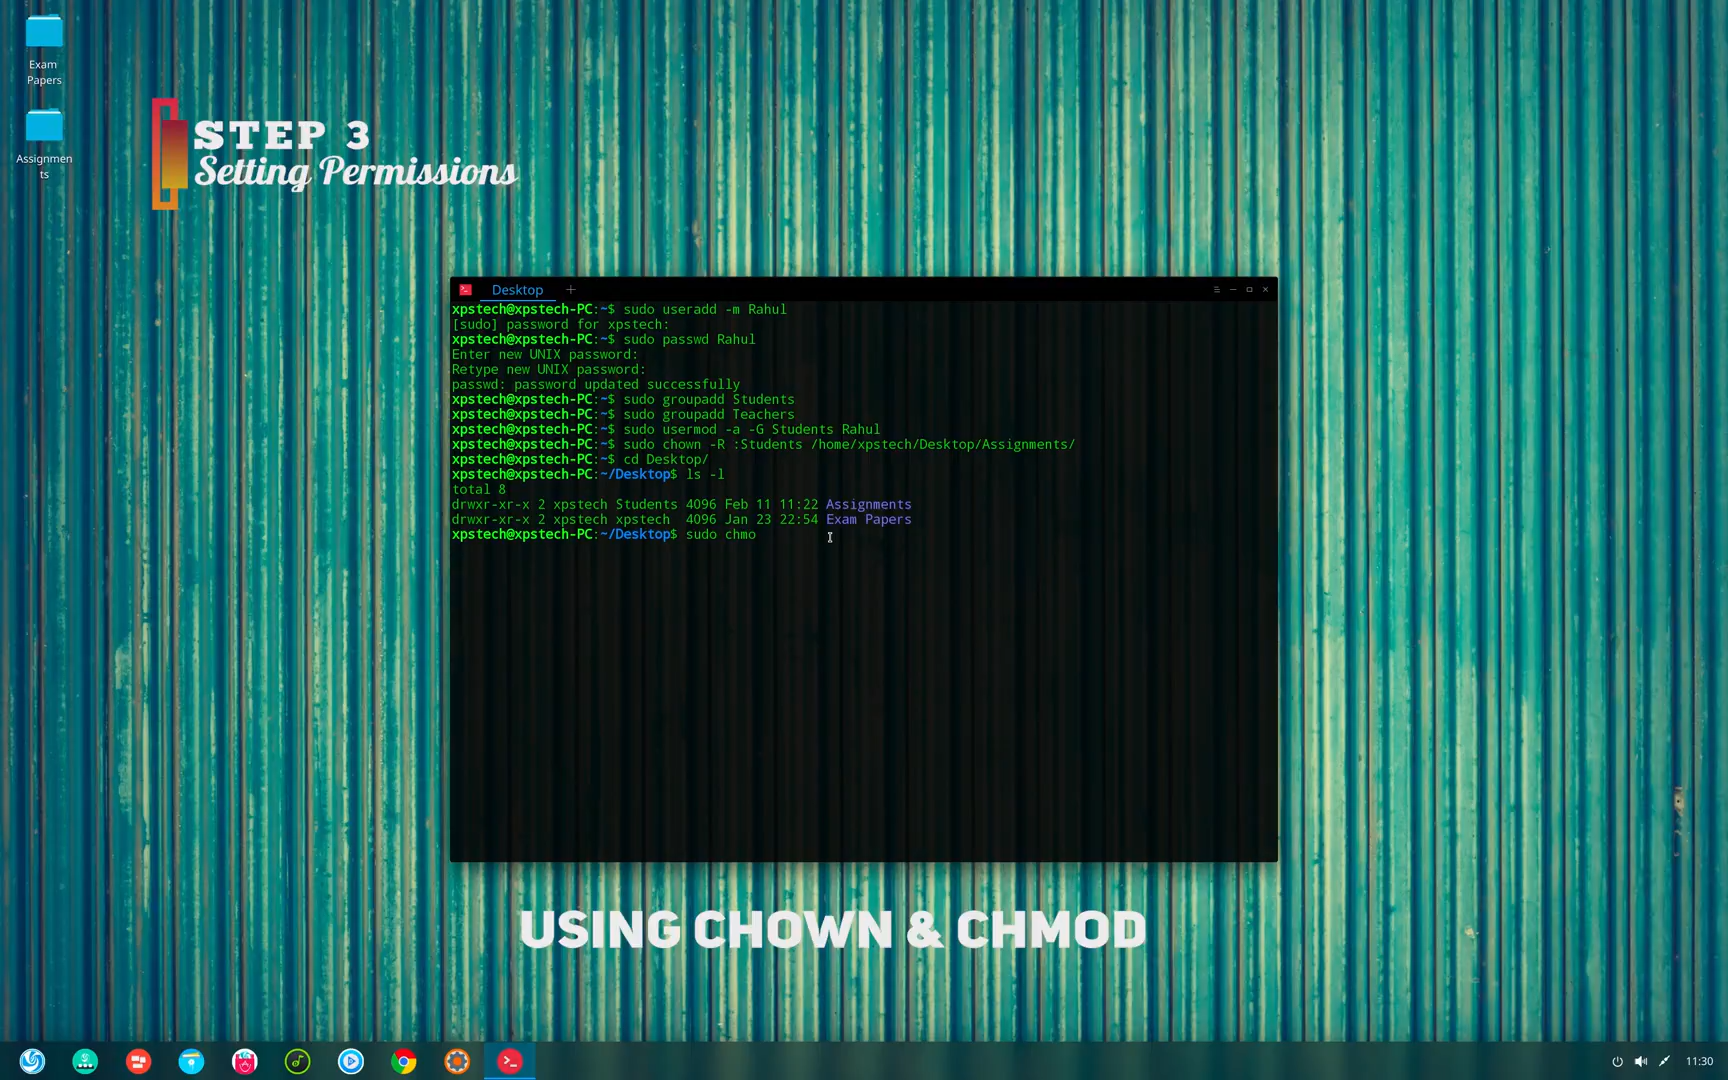 Exam
Papers
Assignmen
ts
STEP 3
Setting Permissions
Desktop
xpstech@xpstech-PC:~$ sudo useradd -m Rahul
[sudo] password for xpstech:
xpstech@xpstech-PC:~$ sudo passwd Rahul
Enter new UNIX password:
Retype new UNIX password:
passwd: password updated successfully
xpstech@xpstech-PC:~$ sudo groupadd Students
xpstech@xpstech-PC:~$ sudo groupadd Teachers
xpstech@xpstech-PC:~$ sudo usermod -a -G Students Rahul
xpstech@xpstech-PC:~$ sudo chown -R :Students /home/xpstech/Desktop/Assignments/
xpstech@xpstech-PC:~$ cd Desktop/
xpstech@xpstech-PC:~/Desktop$ ls -l
total 8
drwxr-xr-x 2 xpstech Students 4096 Feb 11 11:22 Assignments
drwxr-xr-x 2 xpstech xpstech  4096 Jan 23 22:54 Exam Papers
xpstech@xpstech-PC:~/Desktop$ sudo chmo
USING CHOWN & CHMOD
11:30